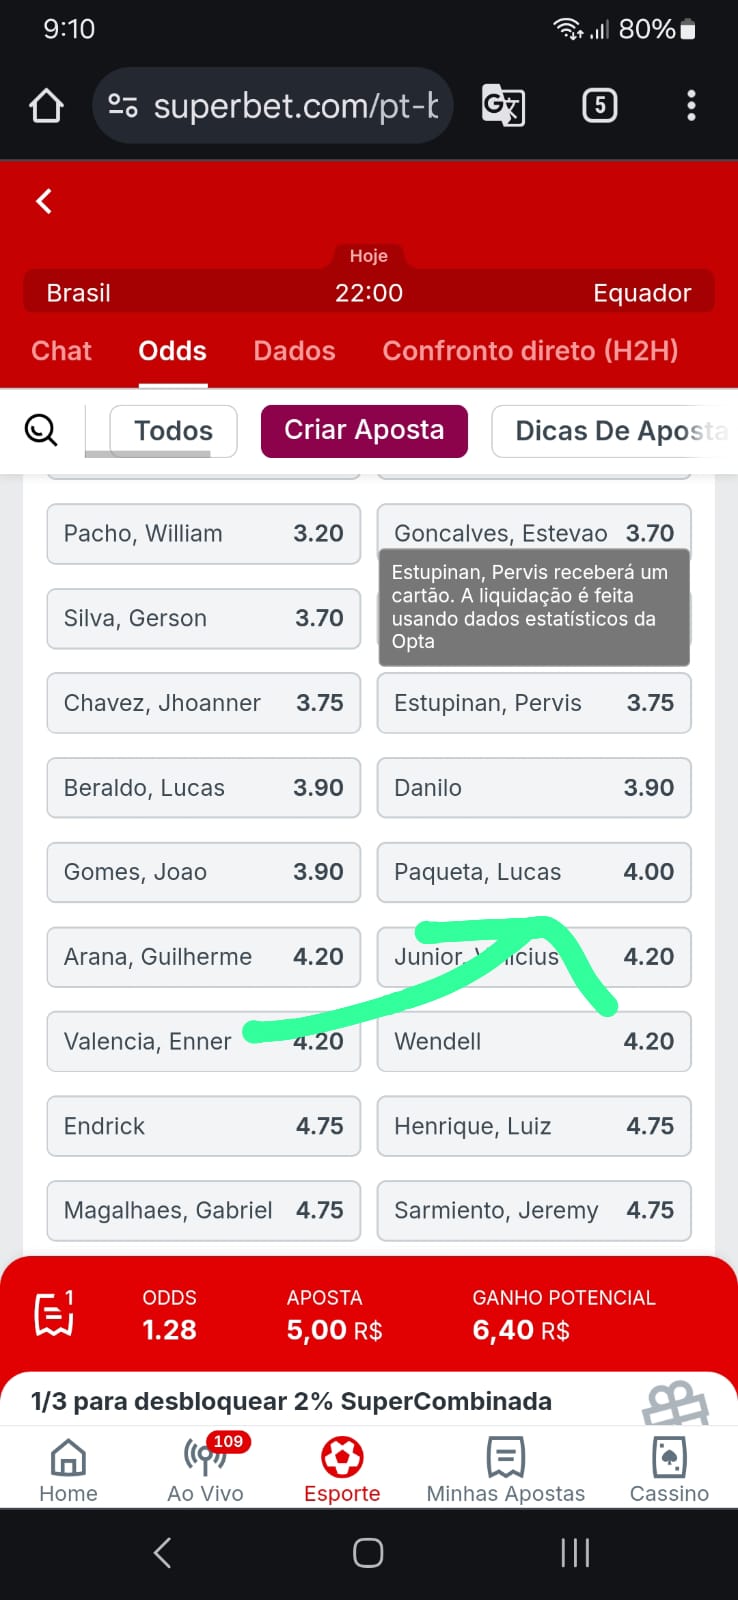 9:10
80%
superbet.com/pt-b
5
Hoje
Brasil 22:00 Equador
Chat Odds Dados Confronto direto (H2H)
Todos Criar Aposta Dicas De Aposta
Pacho, William 3.20 Goncalves, Estevao 3.70
Estupinan, Pervis receberá um
cartão. A liquidação é feita
usando dados estatísticos da
Opta
Silva, Gerson 3.70
Chavez, Jhoanner 3.75 Estupinan, Pervis 3.75
Beraldo, Lucas 3.90 Danilo 3.90
Gomes, Joao 3.90 Paqueta, Lucas 4.00
Arana, Guilherme 4.20 Junior, Vinicius 4.20
Valencia, Enner 4.20 Wendell 4.20
Endrick 4.75 Henrique, Luiz 4.75
Magalhaes, Gabriel 4.75 Sarmiento, Jeremy 4.75
1 ODDS APOSTA GANHO POTENCIAL
1.28 5,00 R$ 6,40 R$
1/3 para desbloquear 2% SuperCombinada
109
Home Ao Vivo Esporte Minhas Apostas Cassino